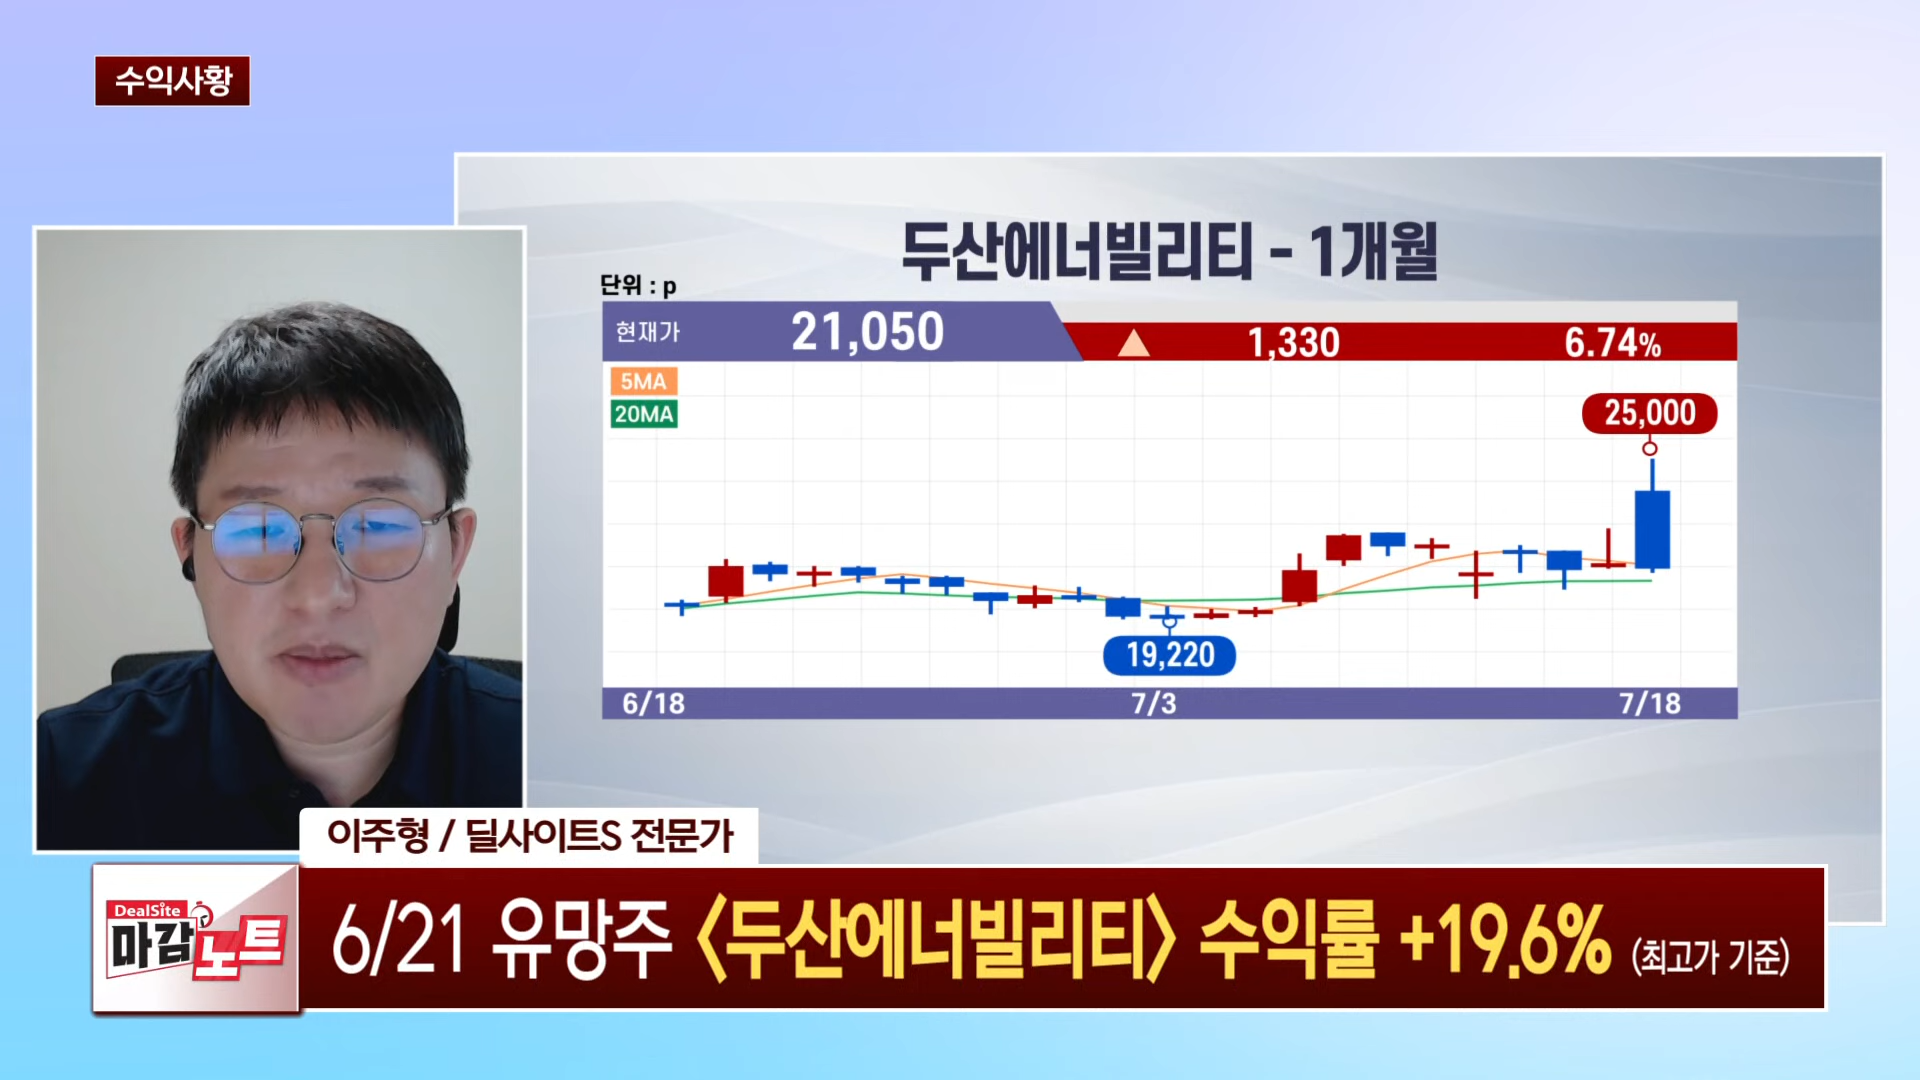 수익사황
두산에너빌리티 - 1개월
단위 : p
현재가 21,050 ▲ 1,330 6.74%
5MA
20MA
25,000
19,220
6/18 7/3 7/18
이주형 / 딜사이트S 전문가
DealSite
마감노트
6/21 유망주 〈두산에너빌리티〉 수익률 +19.6% (최고가 기준)